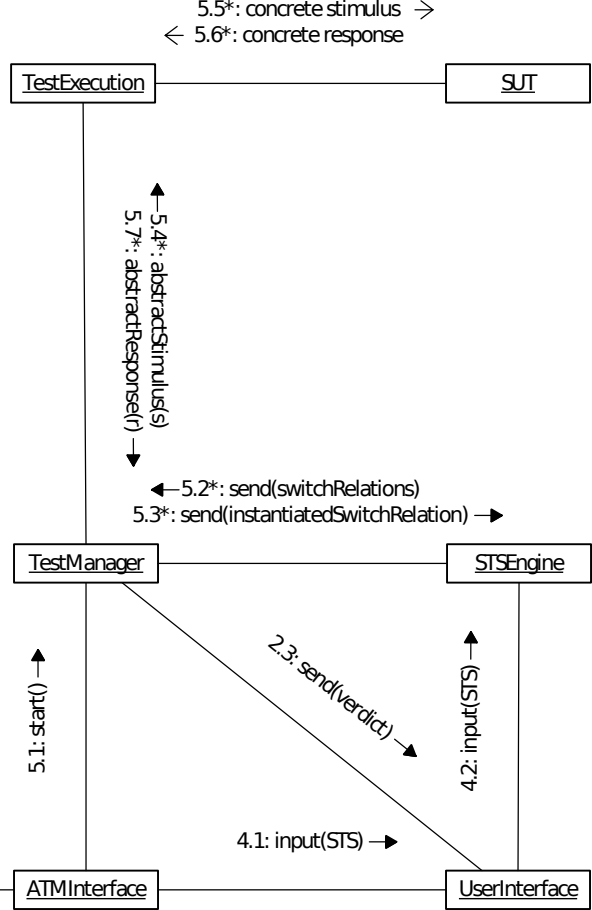 5.5*: concrete stimulus
5.6*: concrete response
TestExecution
SUT
5.4*: abstractStimulus(s)
5.7*: abstractResponse(r)
5.2*: send(switchRelations)
5.3*: send(instantiatedSwitchRelation)
TestManager
STSEngine
2.3: send(verdict)
5.1: start()
4.2: input(STS)
4.1: input(STS)
ATMInterface
UserInterface